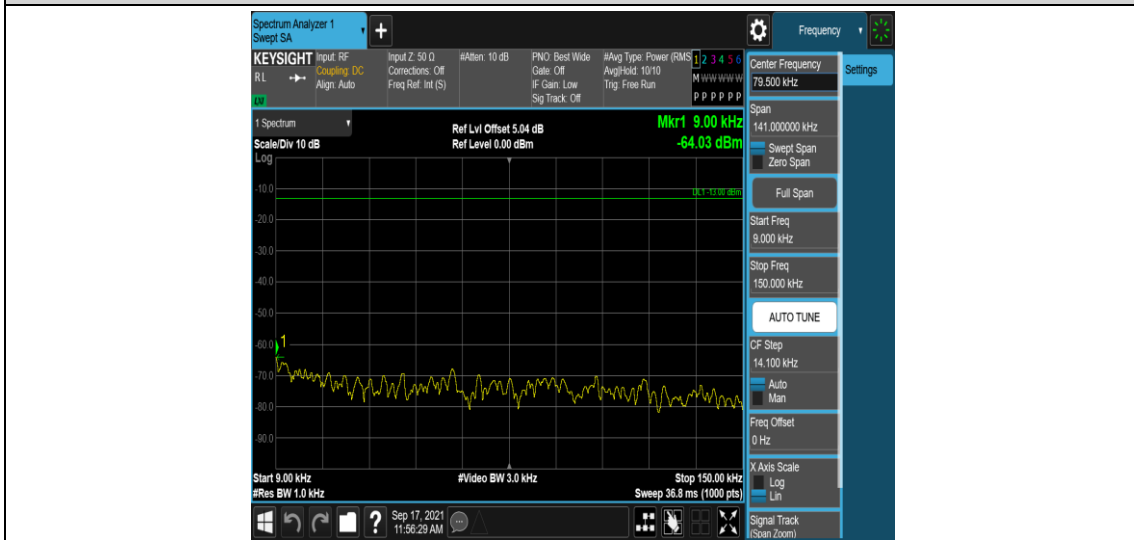 Spectrum Analyzer 1
Swept SA
Frequency
KEYSIGHT
RL
Input: RF
Coupling: DC
Align: Auto
Input Z: 50 Ω
Corrections: Off
Freq Ref: Int (S)
#Atten: 10 dB
PNO: Best Wide
Gate: Off
IF Gain: Low
Sig Track: Off
#Avg Type: Power (RMS
Avg|Hold: 10/10
Trig: Free Run
1 2 3 4 5 6
M W W W W W
P P P P P P
1 Spectrum
Scale/Div 10 dB
Ref Lvl Offset 5.04 dB
Ref Level 0.00 dBm
Mkr1 9.00 kHz
-64.03 dBm
Log
DL1 -13.00 dBm
-10.0
-20.0
-30.0
-40.0
-50.0
-60.0
-70.0
-80.0
-90.0
1
Start 9.00 kHz
#Res BW 1.0 kHz
#Video BW 3.0 kHz
Stop 150.00 kHz
Sweep 36.8 ms (1000 pts)
Center Frequency
79.500 kHz
Settings
Span
141.000000 kHz
Swept Span
Zero Span
Full Span
Start Freq
9.000 kHz
Stop Freq
150.000 kHz
AUTO TUNE
CF Step
14.100 kHz
Auto
Man
Freq Offset
0 Hz
X Axis Scale
Log
Lin
Signal Track
(Span Zoom)
?
Sep 17, 2021
11:56:29 AM